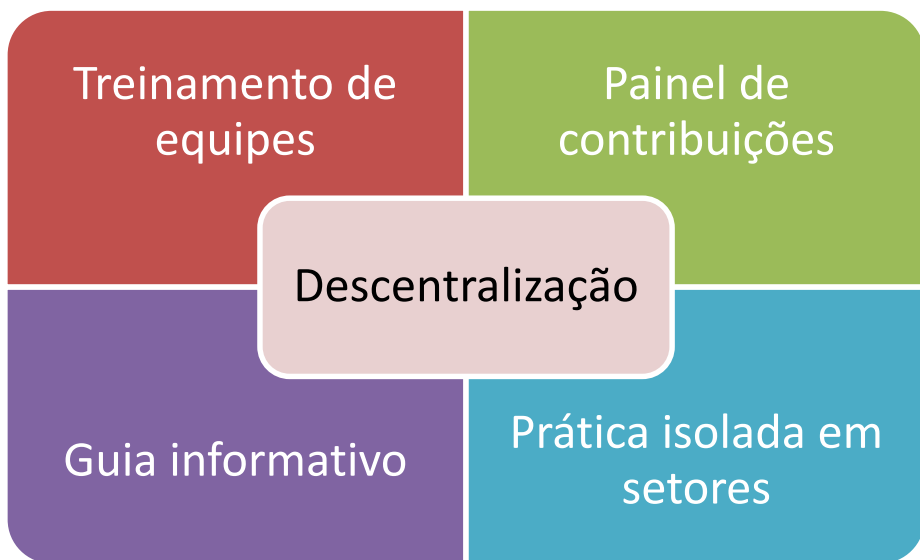 Treinamento de
equipes
Painel de
contribuições
Descentralização
Guia informativo
Prática isolada em
setores